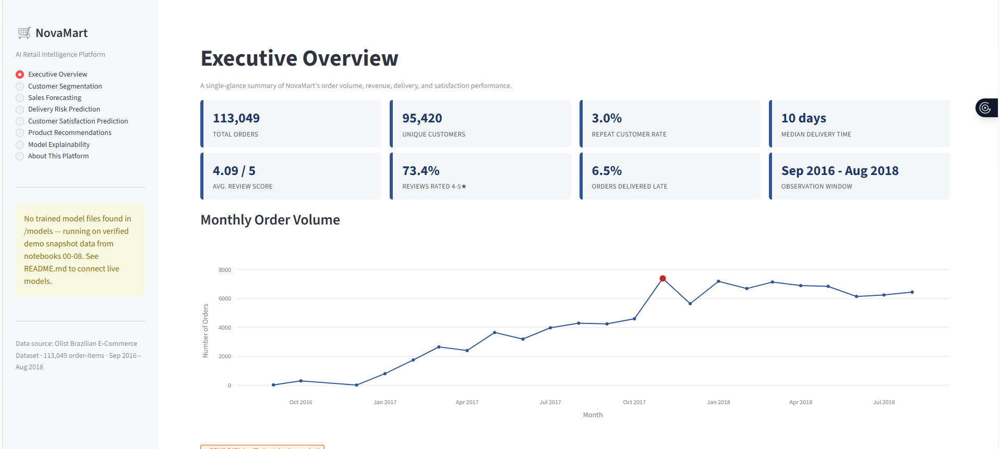 NovaMart
AI Retail Intelligence Platform
Executive Overview
Customer Segmentation
Sales Forecasting
Delivery Risk Prediction
Customer Satisfaction Prediction
Product Recommendations
Model Explainability
About This Platform
No trained model files found in
/models — running on verified
demo snapshot data from
notebooks 00-08. See
README.md to connect live
models.
Data source: Olist Brazilian E-Commerce
Dataset · 113,049 order-items · Sep 2016 -
Aug 2018
Executive Overview
A single-glance summary of NovaMart's order volume, revenue, delivery, and satisfaction performance.
113,049
TOTAL ORDERS
95,420
UNIQUE CUSTOMERS
3.0%
REPEAT CUSTOMER RATE
10 days
MEDIAN DELIVERY TIME
4.09 / 5
AVG. REVIEW SCORE
73.4%
REVIEWS RATED 4-5★
6.5%
ORDERS DELIVERED LATE
Sep 2016 - Aug 2018
OBSERVATION WINDOW
Monthly Order Volume
8000
6000
4000
2000
0
Number of Orders
Oct 2016
Jan 2017
Apr 2017
Jul 2017
Oct 2017
Jan 2018
Apr 2018
Jul 2018
Month